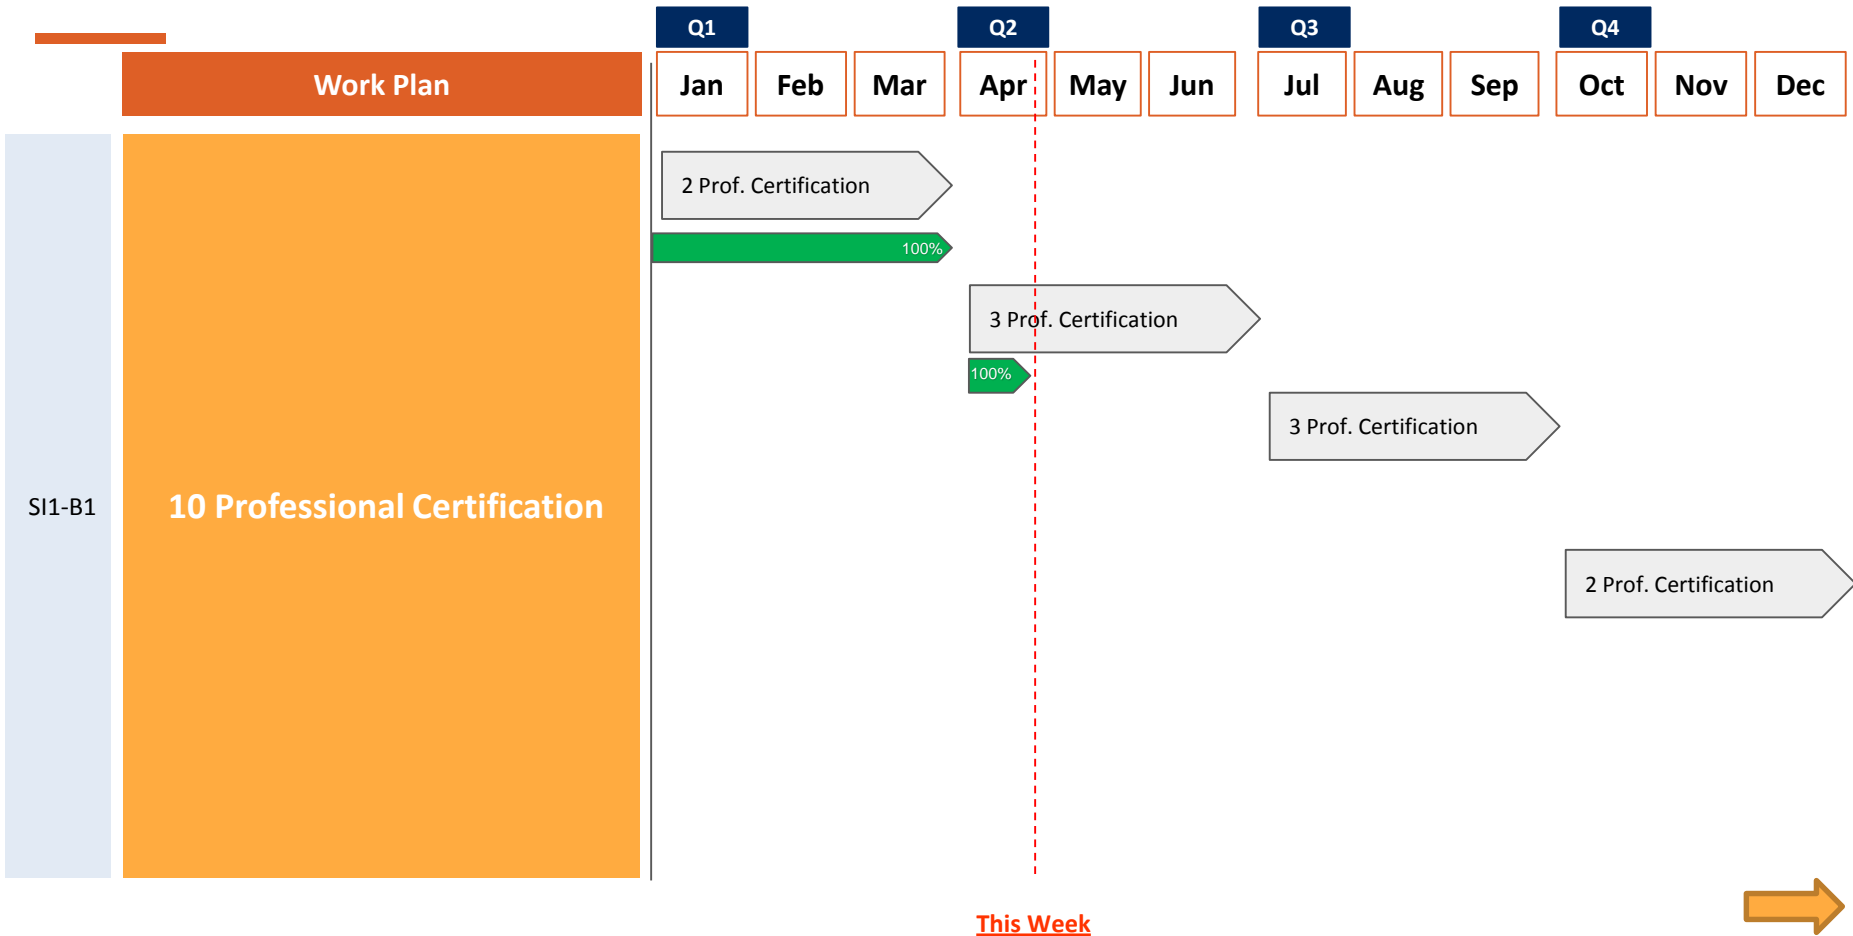 Q1 Q2 Q3 Q4
Work Plan Jan Feb Mar Apr May Jun Jul Aug Sep Oct Nov Dec
2 Prof. Certification
100%
3 Prof. Certification
100%
3 Prof. Certification
SI1-B1 10 Professional Certification
2 Prof. Certification
This Week